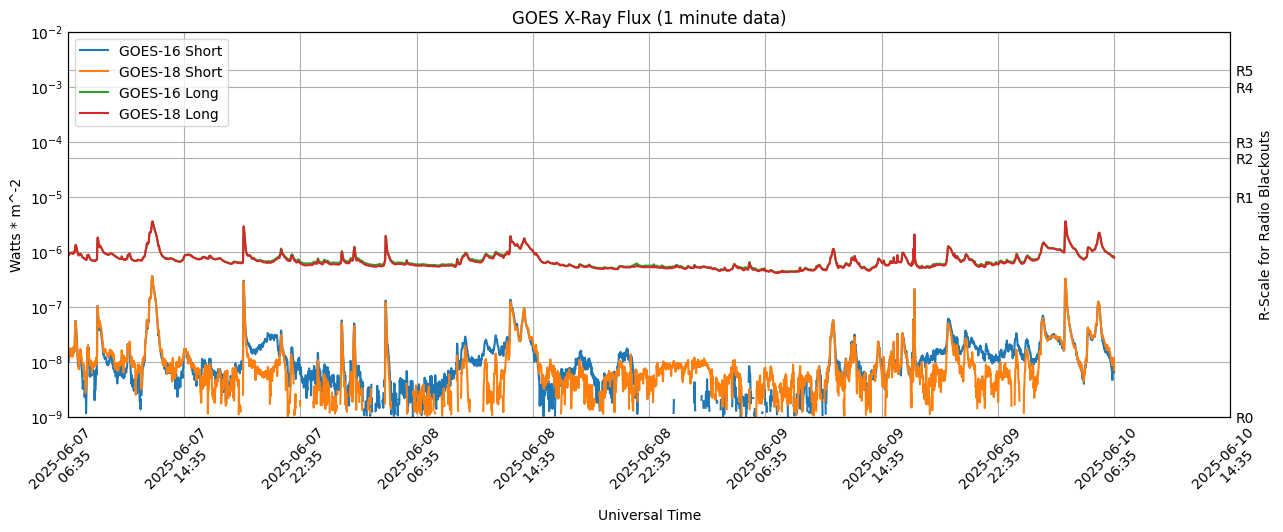 GOES X-Ray Flux (1 minute data)
GOES-16 Short
GOES-18 Short
GOES-16 Long
GOES-18 Long
10^-2
10^-3
10^-4
10^-5
10^-6
10^-7
10^-8
10^-9
Watts * m^-2
R5
R4
R3
R2
R1
R0
R-Scale for Radio Blackouts
2025-06-07
06:35
2025-06-07
14:35
2025-06-07
22:35
2025-06-08
06:35
2025-06-08
14:35
2025-06-08
22:35
2025-06-09
06:35
2025-06-09
14:35
2025-06-09
22:35
2025-06-10
06:35
2025-06-10
14:35
Universal Time